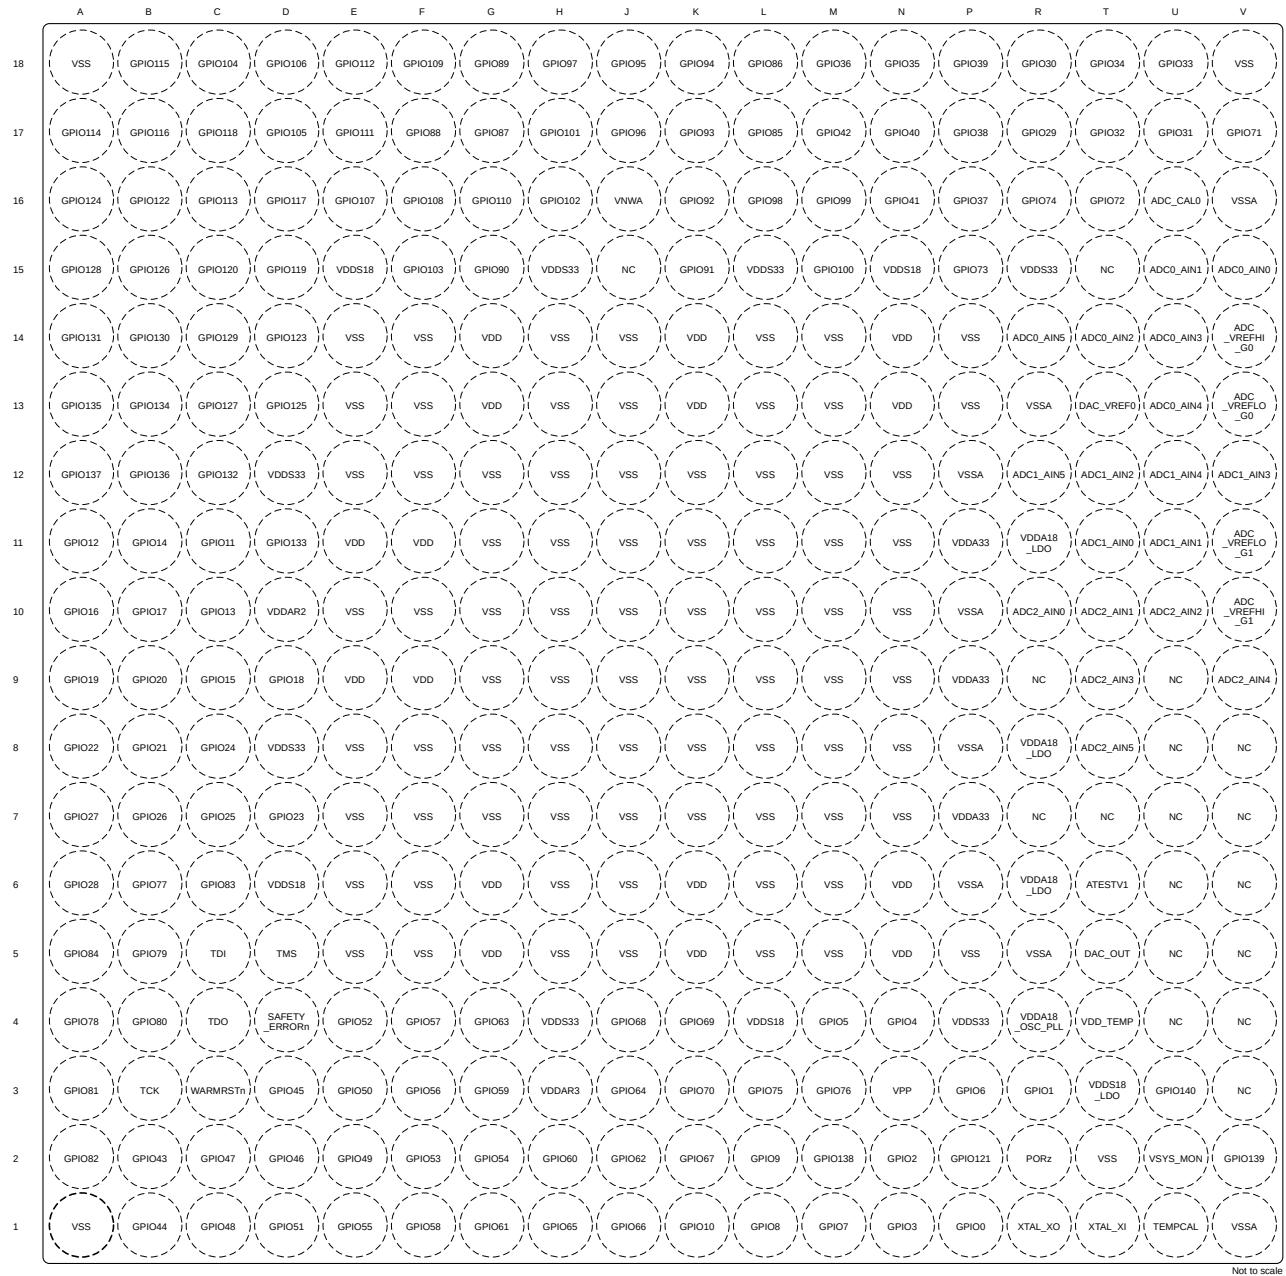 A B C D E F G H J K L M N P R T U V
18 VSS GPIO115 GPIO104 GPIO106 GPIO112 GPIO109 GPIO89 GPIO97 GPIO95 GPIO94 GPIO86 GPIO36 GPIO35 GPIO39 GPIO30 GPIO34 GPIO33 VSS
17 GPIO114 GPIO116 GPIO118 GPIO105 GPIO111 GPIO88 GPIO87 GPIO101 GPIO96 GPIO93 GPIO85 GPIO42 GPIO40 GPIO38 GPIO29 GPIO32 GPIO31 GPIO71
16 GPIO124 GPIO122 GPIO113 GPIO117 GPIO107 GPIO108 GPIO110 GPIO102 VNWA GPIO92 GPIO98 GPIO99 GPIO41 GPIO37 GPIO74 GPIO72 ADC_CAL0 VSSA
15 GPIO128 GPIO126 GPIO120 GPIO119 VDDS18 GPIO103 GPIO90 VDDS33 NC GPIO91 VDDS33 GPIO100 VDDS18 GPIO73 VDDS33 NC ADC0_AIN1 ADC0_AIN0
14 GPIO131 GPIO130 GPIO129 GPIO123 VSS VSS VDD VSS VSS VDD VSS VSS VDD VSS ADC0_AIN5 ADC0_AIN2 ADC0_AIN3 ADC
_VREFHI
_G0
13 GPIO135 GPIO134 GPIO127 GPIO125 VSS VSS VDD VSS VSS VDD VSS VSS VDD VSS VSSA DAC_VREF0 ADC0_AIN4 ADC
_VREFLO
_G0
12 GPIO137 GPIO136 GPIO132 VDDS33 VSS VSS VSS VSS VSS VSS VSS VSS VSS VSSA ADC1_AIN5 ADC1_AIN2 ADC1_AIN4 ADC1_AIN3
11 GPIO12 GPIO14 GPIO11 GPIO133 VDD VDD VSS VSS VSS VSS VSS VSS VSS VDDA33 VDDA18
_LDO ADC1_AIN0 ADC1_AIN1 ADC
_VREFLO
_G1
10 GPIO16 GPIO17 GPIO13 VDDAR2 VSS VSS VSS VSS VSS VSS VSS VSS VSS VSSA ADC2_AIN0 ADC2_AIN1 ADC2_AIN2 ADC
_VREFHI
_G1
9 GPIO19 GPIO20 GPIO15 GPIO18 VDD VDD VSS VSS VSS VSS VSS VSS VSS VDDA33 NC ADC2_AIN3 NC ADC2_AIN4
8 GPIO22 GPIO21 GPIO24 VDDS33 VSS VSS VSS VSS VSS VSS VSS VSS VSS VSSA VDDA18
_LDO ADC2_AIN5 NC NC
7 GPIO27 GPIO26 GPIO25 GPIO23 VSS VSS VSS VSS VSS VSS VSS VSS VSS VDDA33 NC NC NC NC
6 GPIO28 GPIO77 GPIO83 VDDS18 VSS VSS VDD VSS VSS VDD VSS VSS VDD VSSA VDDA18
_LDO ATESTV1 NC NC
5 GPIO84 GPIO79 TDI TMS VSS VSS VDD VSS VSS VDD VSS VSS VDD VSS VSSA DAC_OUT NC NC
4 GPIO78 GPIO80 TDO SAFETY
_ERRORn GPIO52 GPIO57 GPIO63 VDDS33 GPIO68 GPIO69 VDDS18 GPIO5 GPIO4 VDDS33 VDDA18
_OSC_PLL VDD_TEMP NC NC
3 GPIO81 TCK WARMRSTn GPIO45 GPIO50 GPIO56 GPIO59 VDDAR3 GPIO64 GPIO70 GPIO75 GPIO76 VPP GPIO6 GPIO1 VDDS18
_LDO GPIO140 NC
2 GPIO82 GPIO43 GPIO47 GPIO46 GPIO49 GPIO53 GPIO54 GPIO60 GPIO62 GPIO67 GPIO9 GPIO138 GPIO2 GPIO121 PORz VSS VSYS_MON GPIO139
1 VSS GPIO44 GPIO48 GPIO51 GPIO55 GPIO58 GPIO61 GPIO65 GPIO66 GPIO10 GPIO8 GPIO7 GPIO3 GPIO0 XTAL_XO XTAL_XI TEMPCAL VSSA
Not to scale